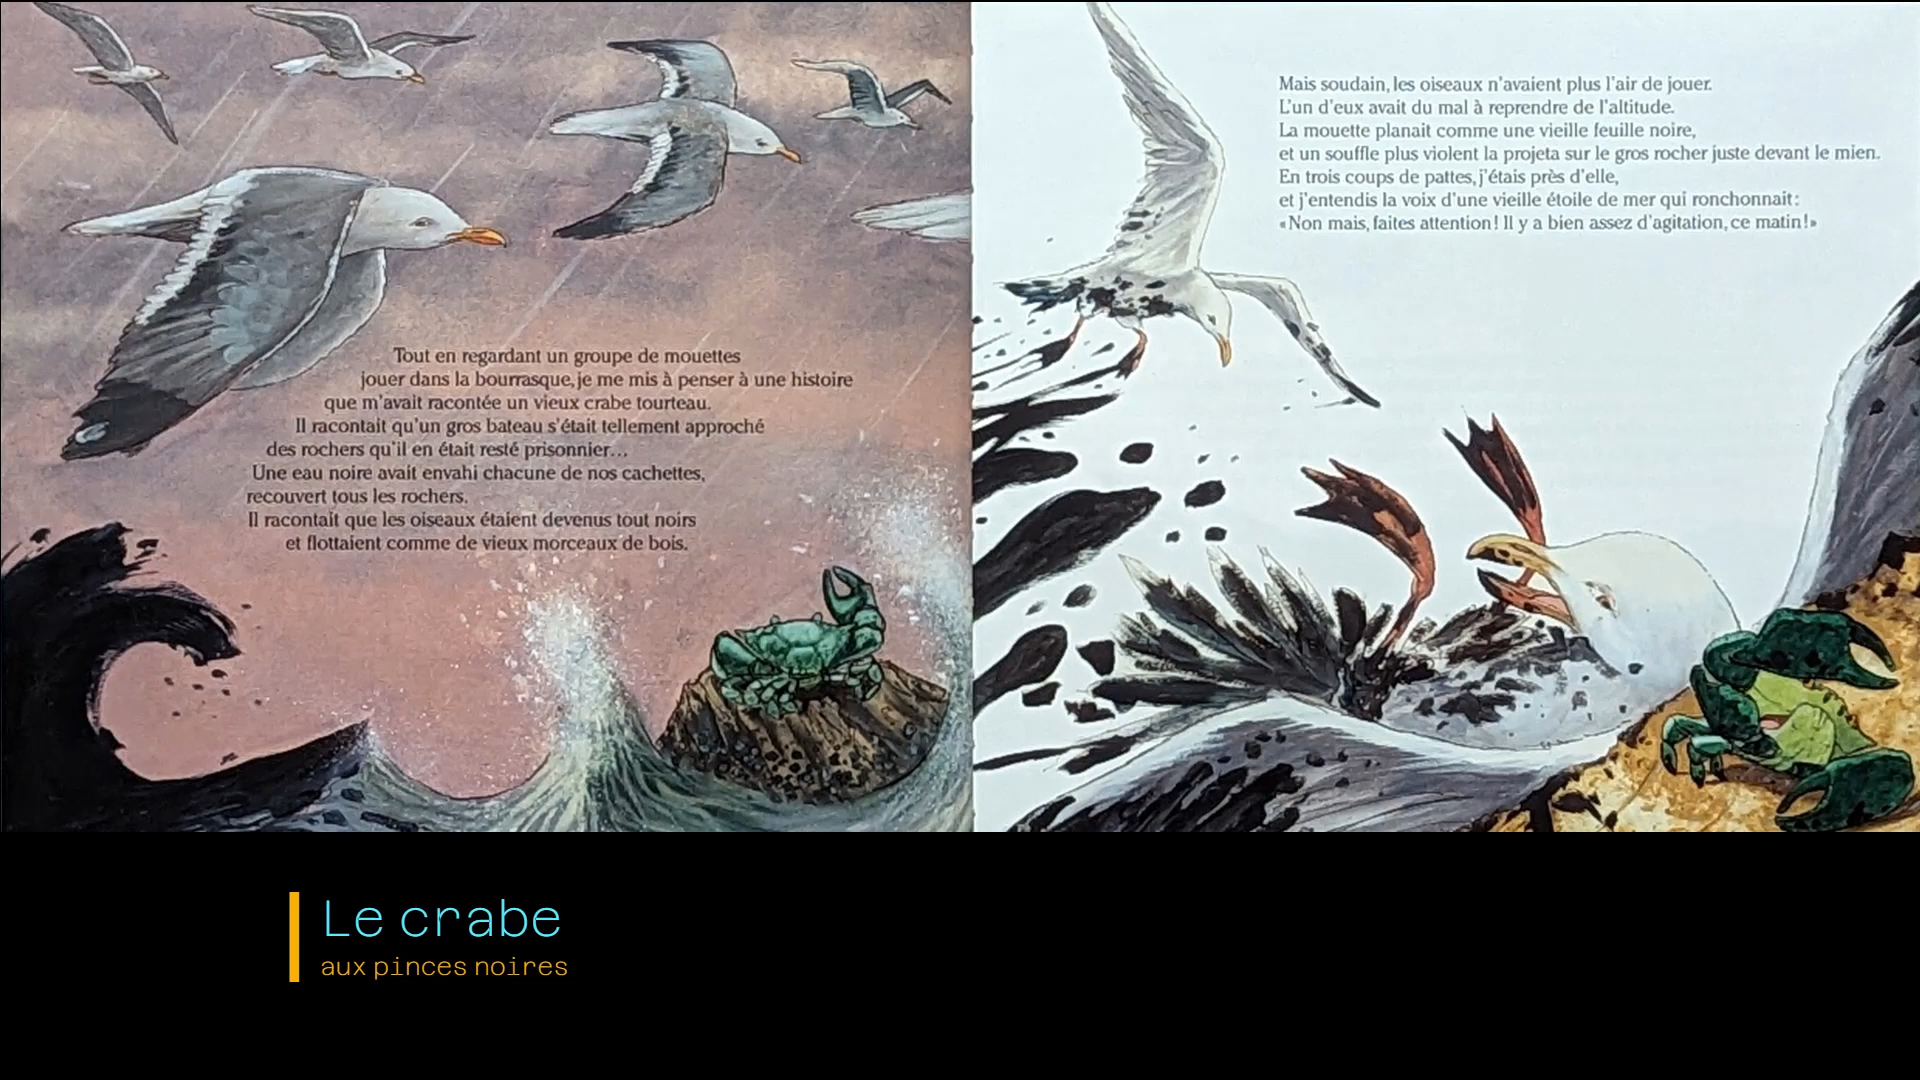 Tout en regardant un groupe de mouettes
jouer dans la bourrasque, je me mis à penser à une histoire
que m'avait racontée un vieux crabe tourteau.
Il racontait qu'un gros bateau s'était tellement approché
des rochers qu'il en était resté prisonnier...
Une eau noire avait envahi chacune de nos cachettes,
recouvert tous les rochers.
Il racontait que les oiseaux étaient devenus tout noirs
et flottaient comme de vieux morceaux de bois.
Mais soudain, les oiseaux n'avaient plus l'air de jouer.
L'un d'eux avait du mal à reprendre de l'altitude.
La mouette planait comme une vieille feuille noire,
et un souffle plus violent la projeta sur le gros rocher juste devant le mien.
En trois coups de pattes, j'étais près d'elle,
et j'entendis la voix d'une vieille étoile de mer qui ronchonnait :
«Non mais, faites attention ! Il y a bien assez d'agitation, ce matin !»
Le crabe
aux pinces noires